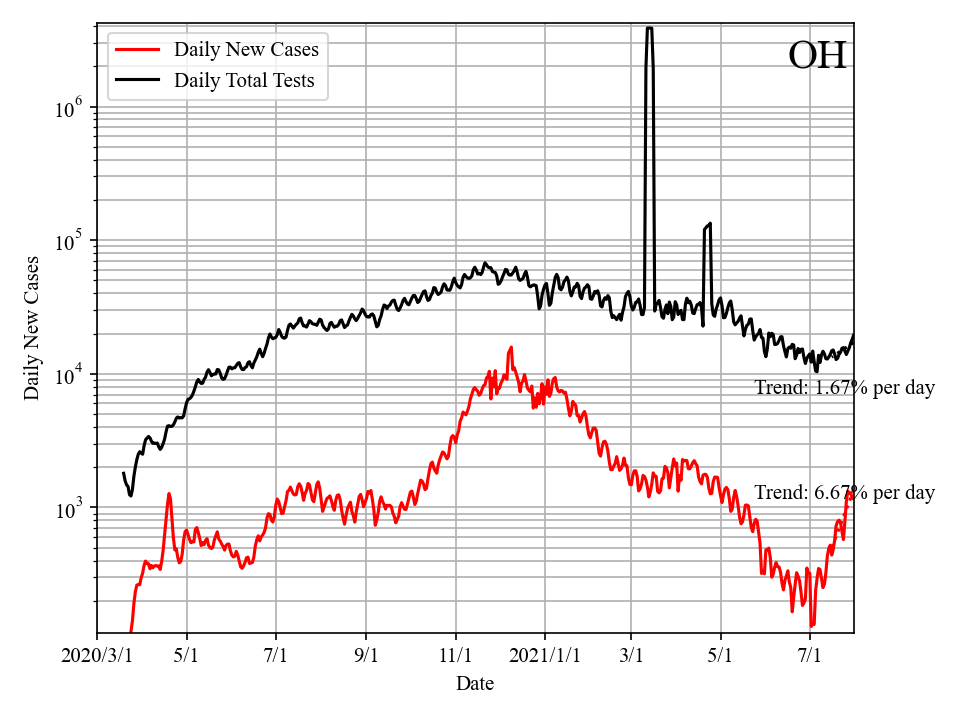 Daily New Cases
Daily Total Tests
OH
10^6
10^5
10^4
10^3
Daily New Cases
Trend: 1.67% per day
Trend: 6.67% per day
2020/3/1 5/1 7/1 9/1 11/1 2021/1/1 3/1 5/1 7/1
Date